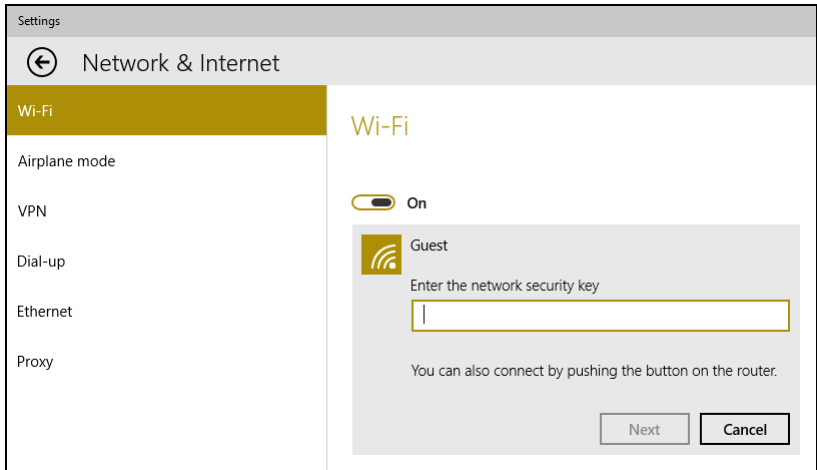 Settings
Network & Internet
Wi-Fi
Airplane mode
VPN
Dial-up
Ethernet
Proxy
Wi-Fi
On
Guest
Enter the network security key
You can also connect by pushing the button on the router.
Next
Cancel